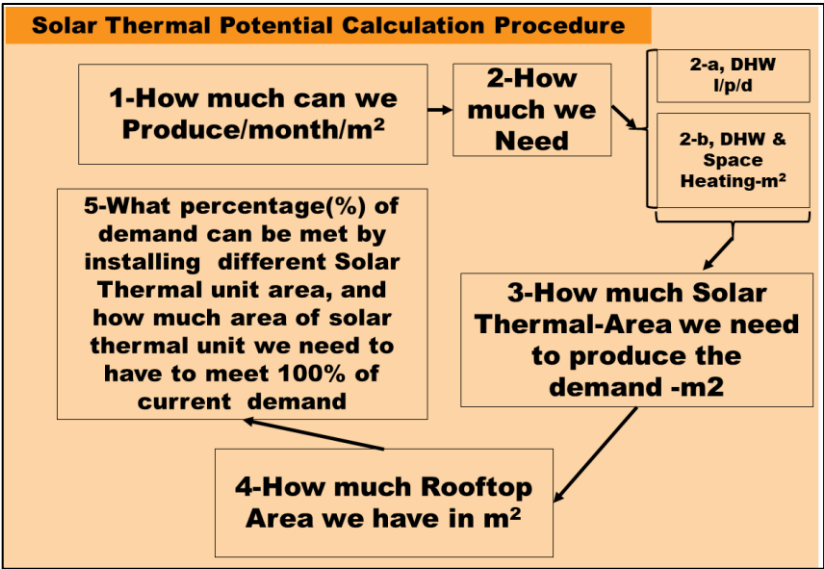 Solar Thermal Potential Calculation Procedure
1-How much can we
Produce/month/m²
2-How
much we
Need
2-a, DHW
l/p/d
2-b, DHW &
Space
Heating-m²
3-How much Solar
Thermal-Area we need
to produce the
demand -m2
4-How much Rooftop
Area we have in m²
5-What percentage(%) of
demand can be met by
installing different Solar
Thermal unit area, and
how much area of solar
thermal unit we need to
have to meet 100% of
current demand